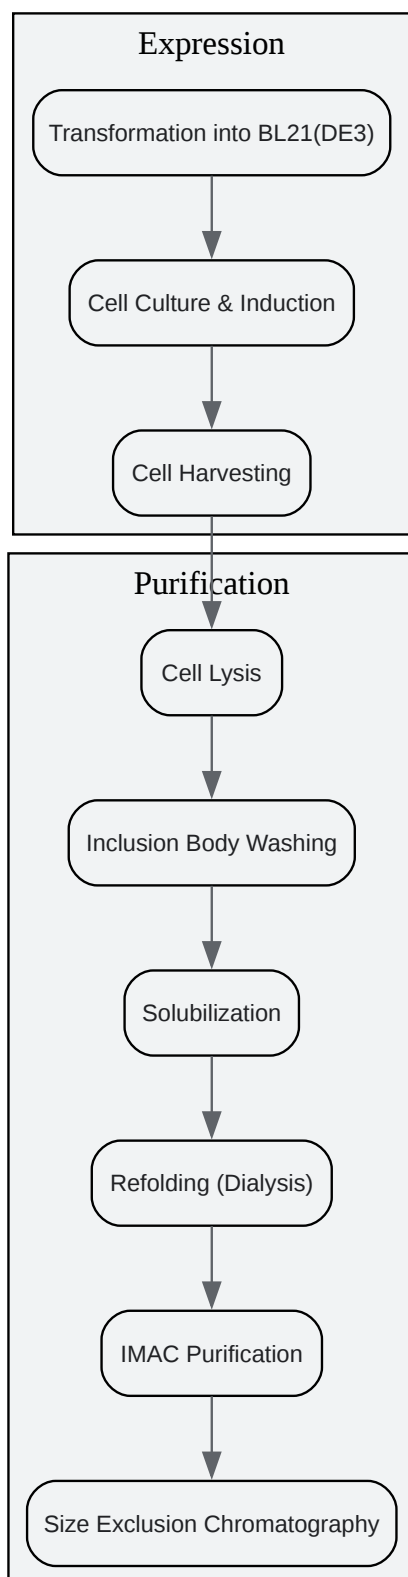 Expression
Transformation into BL21(DE3)
Cell Culture & Induction
Cell Harvesting
Purification
Cell Lysis
Inclusion Body Washing
Solubilization
Refolding (Dialysis)
IMAC Purification
Size Exclusion Chromatography